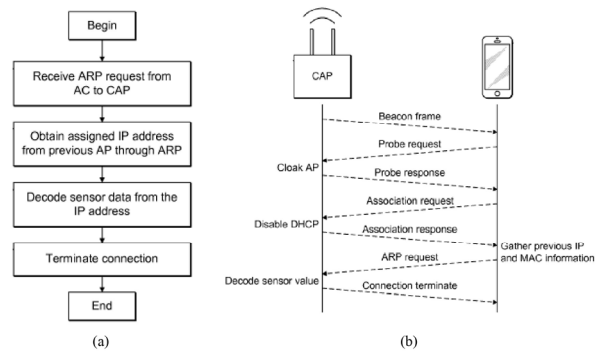 Begin
Receive ARP request from
AC to CAP
Obtain assigned IP address
from previous AP through ARP
Decode sensor data from the
IP address
Terminate connection
End
(a)
CAP
Beacon frame
Probe request
Cloak AP
Probe response
Association request
Disable DHCP
Association response
Gather previous IP
and MAC information
ARP request
Decode sensor value
Connection terminate
(b)